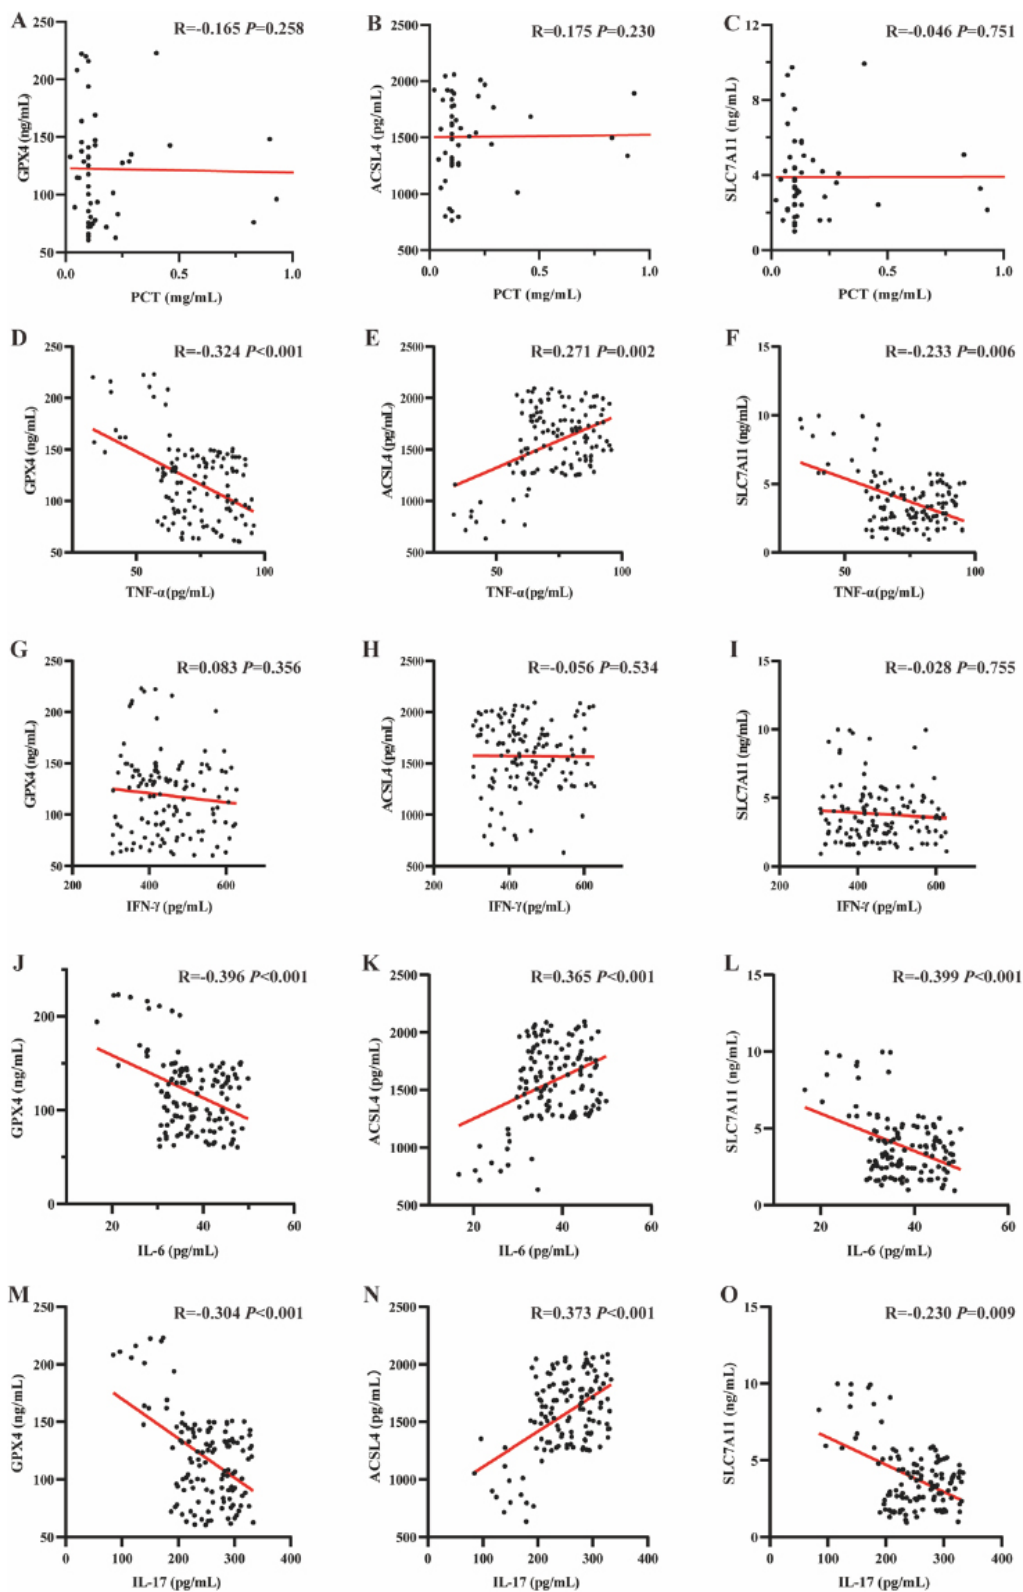 A
R=-0.165 P=0.258
GPX4 (ng/mL)
250
200
150
100
50
0.0 0.5 1.0
PCT (mg/mL)
B
R=0.175 P=0.230
ACSL4 (pg/mL)
2500
2000
1500
1000
500
0.0 0.5 1.0
PCT (mg/mL)
C
R=-0.046 P=0.751
SLC7A11 (ng/mL)
12
8
4
0
0.0 0.5 1.0
PCT (mg/mL)
D
R=-0.324 P<0.001
GPX4 (ng/mL)
250
200
150
100
50
50 100
TNF-α(pg/mL)
E
R=0.271 P=0.002
ACSL4 (pg/mL)
2500
2000
1500
1000
500
50 100
TNF-α(pg/mL)
F
R=-0.233 P=0.006
SLC7A11 (ng/mL)
15
10
5
0
50 100
TNF-α(pg/mL)
G
R=0.083 P=0.356
GPX4 (ng/mL)
250
200
150
100
50
200 400 600
IFN-γ (pg/mL)
H
R=-0.056 P=0.534
ACSL4 (pg/mL)
2500
2000
1500
1000
500
200 400 600
IFN-γ (pg/mL)
I
R=-0.028 P=0.755
SLC7A11 (ng/mL)
15
10
5
0
200 400 600
IFN-γ (pg/mL)
J
R=-0.396 P<0.001
GPX4 (ng/mL)
200
100
0
20 40 60
IL-6 (pg/mL)
K
R=0.365 P<0.001
ACSL4 (pg/mL)
2500
2000
1500
1000
500
20 40 60
IL-6 (pg/mL)
L
R=-0.399 P<0.001
SLC7A11 (ng/mL)
15
10
5
0
20 40 60
IL-6 (pg/mL)
M
R=-0.304 P<0.001
GPX4 (ng/mL)
250
200
150
100
50
0 100 200 300 400
IL-17 (pg/mL)
N
R=0.373 P<0.001
ACSL4 (pg/mL)
2500
2000
1500
1000
500
0 100 200 300 400
IL-17 (pg/mL)
O
R=-0.230 P=0.009
SLC7A11 (ng/mL)
15
10
5
0
0 100 200 300 400
IL-17 (pg/mL)